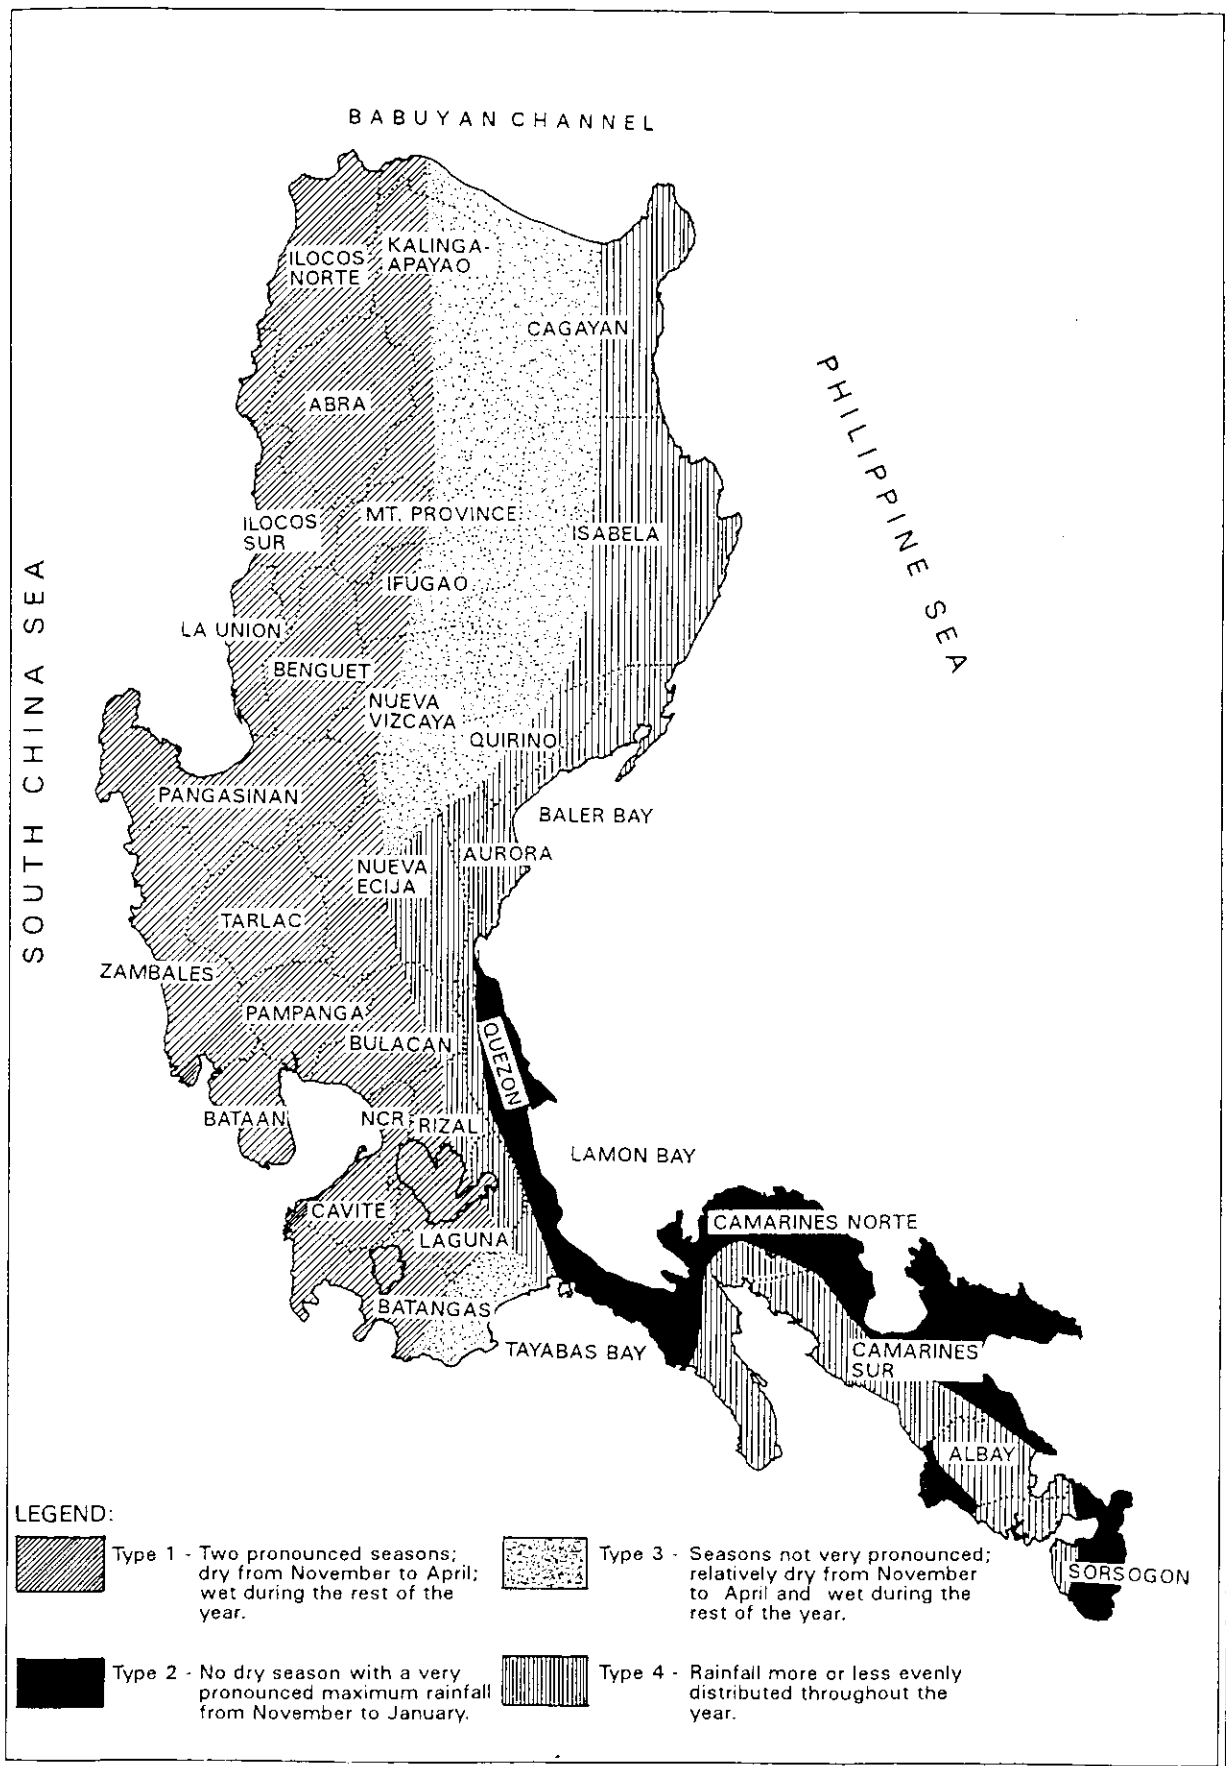 BABUYAN CHANNEL
ILOCOS
NORTE
KALINGA-
APAYAO
CAGAYAN
PHILIPPINE SEA
ABRA
ILOCOS
SUR
MT. PROVINCE
ISABELA
IFUGAO
SOUTH CHINA SEA
LA UNION
BENGUET
NUEVA
VIZCAYA
QUIRINO
PANGASINAN
BALER BAY
NUEVA
ECIJA
AURORA
TARLAC
ZAMBALES
PAMPANGA
BULACAN
QUEZON
BATAAN
NCR
RIZAL
LAMON BAY
CAVITE
LAGUNA
CAMARINES NORTE
BATANGAS
TAYABAS BAY
CAMARINES
SUR
ALBAY
SORSOGON
LEGEND:
Type 1 - Two pronounced seasons;
dry from November to April;
wet during the rest of the
year.
Type 2 - No dry season with a very
pronounced maximum rainfall
from November to January.
Type 3 - Seasons not very pronounced;
relatively dry from November
to April and wet during the
rest of the year.
Type 4 - Rainfall more or less evenly
distributed throughout the
year.